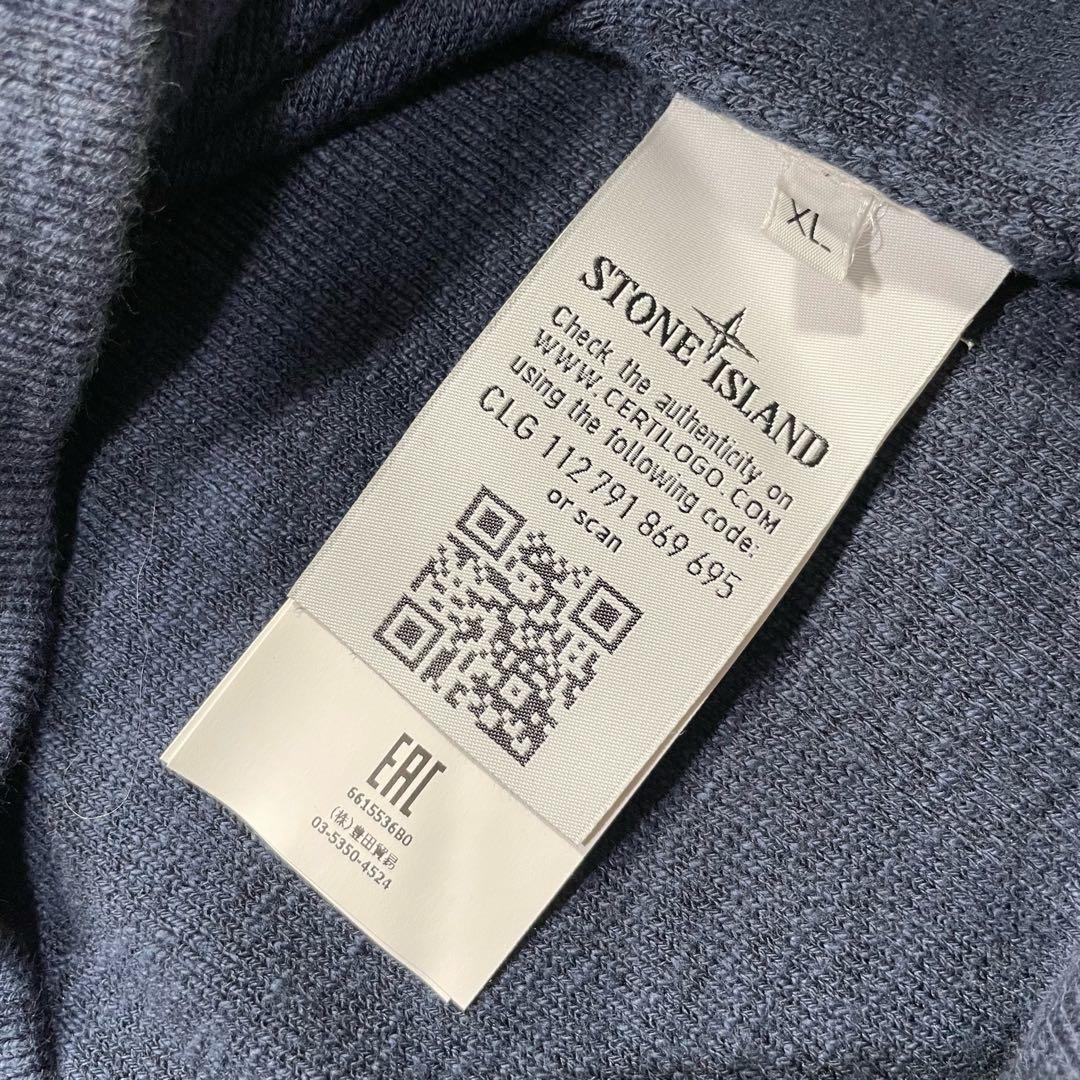 XL
STONE ISLAND
Check the authenticity on
WWW.CERTILOGO.COM
using the following code:
CLG 112 791 869 695
or scan
EAC
6615536B0
(株)豊田貿易
03-5350-4524